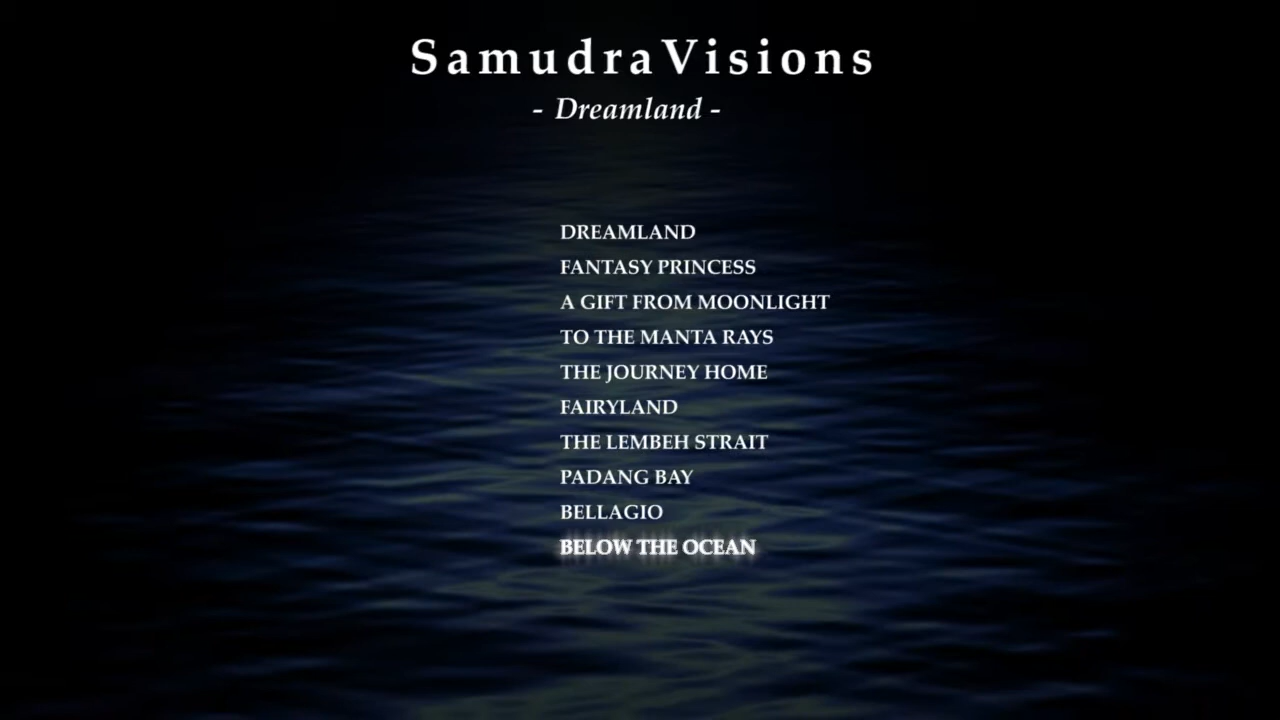 SamudraVisions
- Dreamland -
DREAMLAND
FANTASY PRINCESS
A GIFT FROM MOONLIGHT
TO THE MANTA RAYS
THE JOURNEY HOME
FAIRYLAND
THE LEMBEH STRAIT
PADANG BAY
BELLAGIO
BELOW THE OCEAN